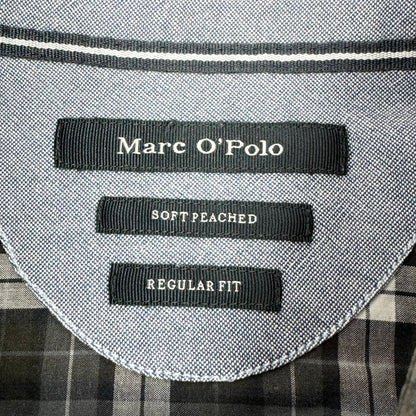 Marc O'Polo
SOFT PEACHED
REGULAR FIT